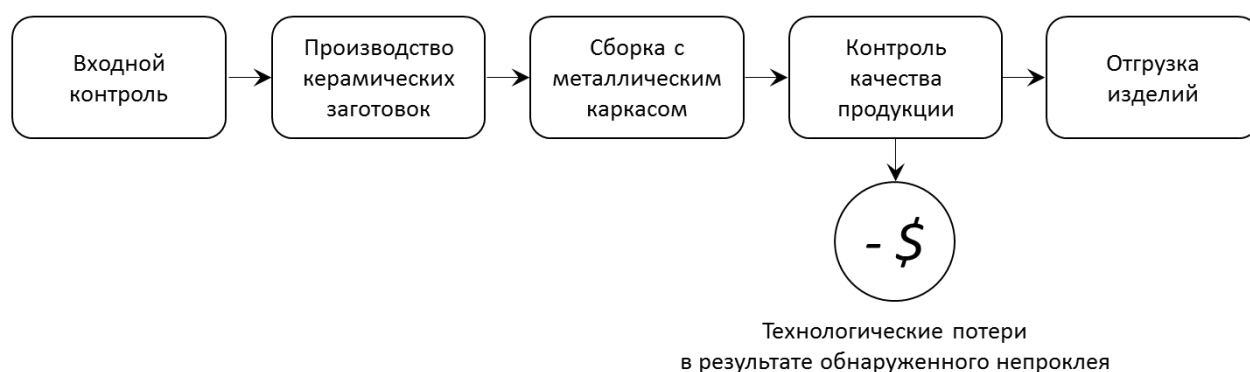 Входной
контроль
Производство
керамических
заготовок
Сборка с
металлическим
каркасом
Контроль
качества
продукции
Отгрузка
изделий
- $
Технологические потери
в результате обнаруженного непроклея